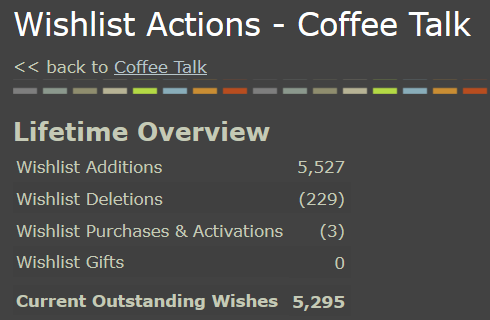 Wishlist Actions - Coffee Talk
<< back to Coffee Talk
Lifetime Overview
Wishlist Additions 5,527
Wishlist Deletions (229)
Wishlist Purchases & Activations (3)
Wishlist Gifts 0
Current Outstanding Wishes 5,295